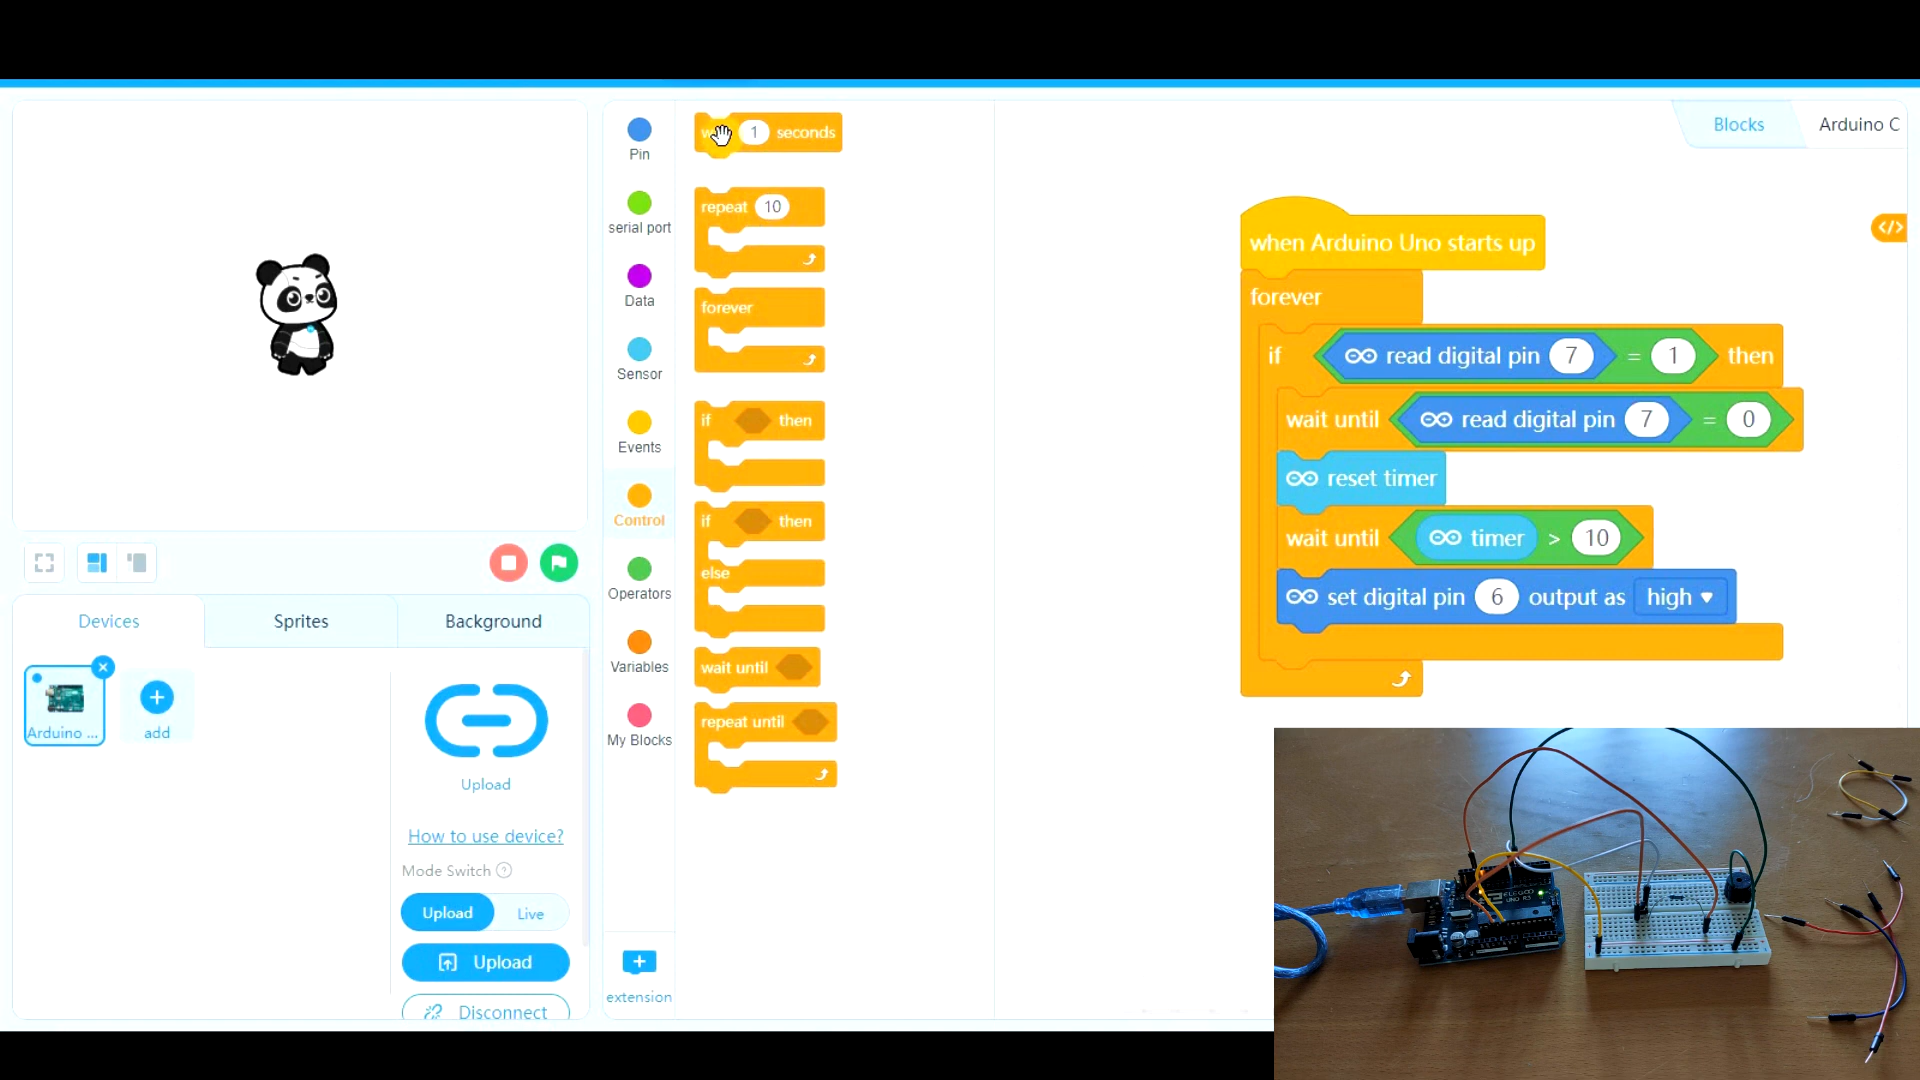 Pin
serial port
Data
Sensor
Events
Control
Operators
Variables
My Blocks
extension
1 seconds
repeat 10
forever
if then
if then
else
wait until
repeat until
Blocks
Arduino C
</>
when Arduino Uno starts up
forever
if read digital pin 7 = 1 then
wait until read digital pin 7 = 0
reset timer
wait until timer > 10
set digital pin 6 output as high
Devices
Sprites
Background
Arduino ...
add
Upload
How to use device?
Mode Switch ?
Upload
Live
Upload
Disconnect
ELEGOO
UNO R3